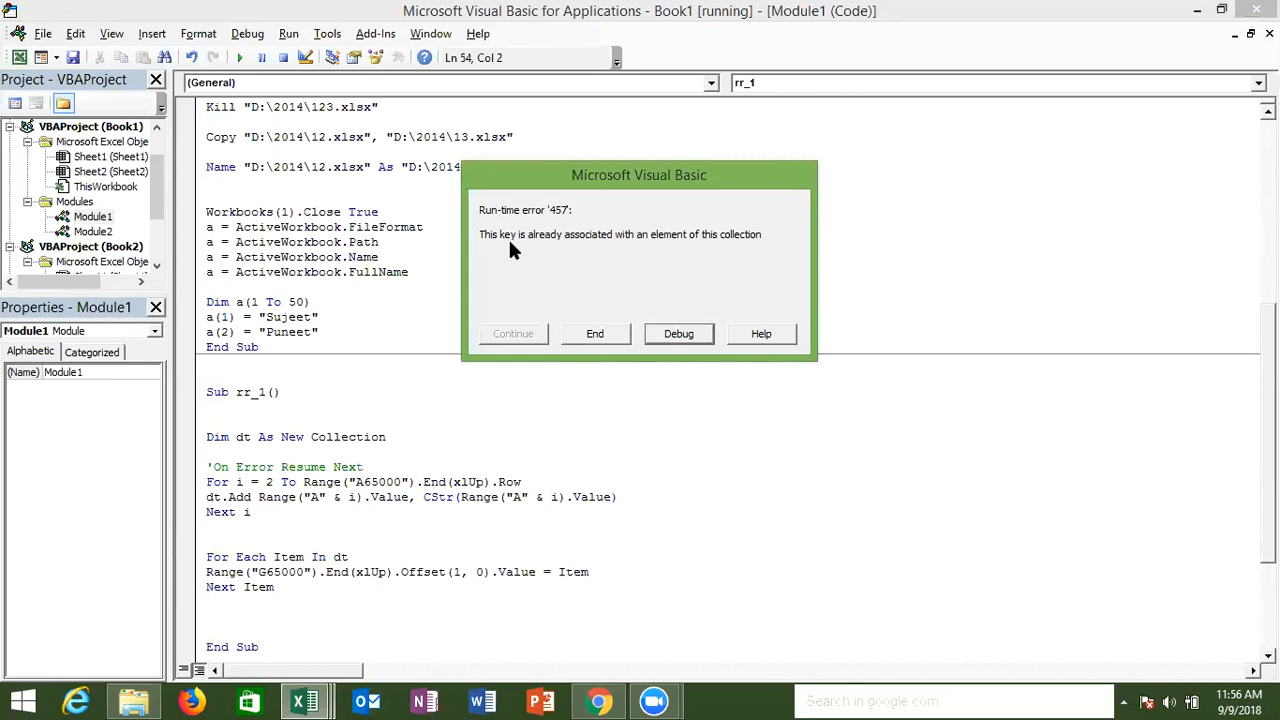 Microsoft Visual Basic for Applications - Book1 [running] - [Module1 (Code)]
File Edit View Insert Format Debug Run Tools Add-Ins Window Help
Ln 54, Col 2
Project - VBAProject
VBAProject (Book1)
Microsoft Excel Obje
Sheet1 (Sheet1)
Sheet2 (Sheet2)
ThisWorkbook
Modules
Module1
Module2
VBAProject (Book2)
Microsoft Excel Obje
Properties - Module1
Module1 Module
Alphabetic Categorized
(Name) Module1
(General) rr_1
Kill "D:\2014\123.xlsx"
Copy "D:\2014\12.xlsx", "D:\2014\13.xlsx"
Name "D:\2014\12.xlsx" As "D:\2014
Workbooks(1).Close True
a = ActiveWorkbook.FileFormat
a = ActiveWorkbook.Path
a = ActiveWorkbook.Name
a = ActiveWorkbook.FullName
Dim a(1 To 50)
a(1) = "Sujeet"
a(2) = "Puneet"
End Sub
Sub rr_1()
Dim dt As New Collection
'On Error Resume Next
For i = 2 To Range("A65000").End(xlUp).Row
dt.Add Range("A" & i).Value, CStr(Range("A" & i).Value)
Next i
For Each Item In dt
Range("G65000").End(xlUp).Offset(1, 0).Value = Item
Next Item
End Sub
Microsoft Visual Basic
Run-time error '457':
This key is already associated with an element of this collection
Continue End Debug Help
Search in google.com
11:56 AM
9/9/2018